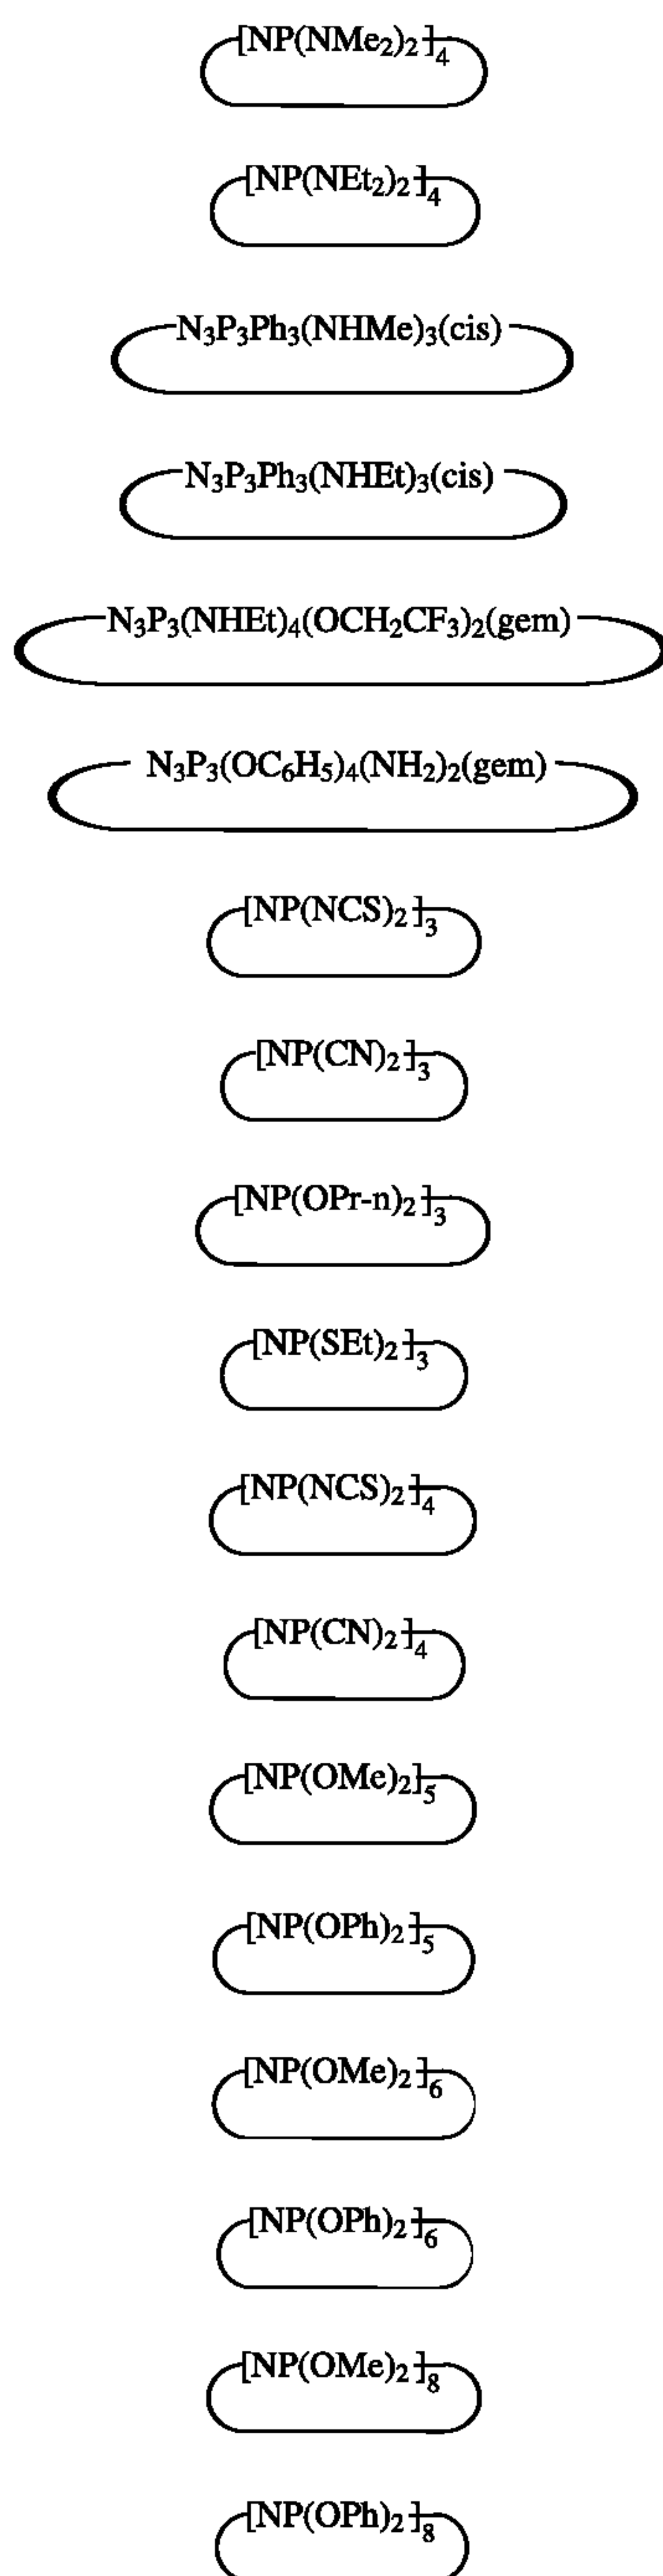 [NP(NMe₂)₂]₄
[NP(NEt₂)₂]₄
N₃P₃Ph₃(NHMe)₃(cis)
N₃P₃Ph₃(NHEt)₃(cis)
N₃P₃(NHEt)₄(OCH₂CF₃)₂(gem)
N₃P₃(OC₆H₅)₄(NH₂)₂(gem)
[NP(NCS)₂]₃
[NP(CN)₂]₃
[NP(OPr-n)₂]₃
[NP(SEt)₂]₃
[NP(NCS)₂]₄
[NP(CN)₂]₄
[NP(OMe)₂]₅
[NP(OPh)₂]₅
[NP(OMe)₂]₆
[NP(OPh)₂]₆
[NP(OMe)₂]₈
[NP(OPh)₂]₈